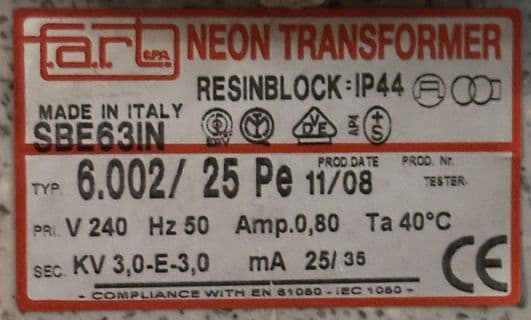 f.a.r.t. s.p.a. NEON TRANSFORMER
RESINBLOCK:IP44
MADE IN ITALY
SBE63IN
VDE AP4 +S
PROD.DATE PROD. Nr.
TYP. 6.002/ 25 Pe 11/08 TESTER
PRI. V 240 Hz 50 Amp.0,80 Ta 40°C
SEC. KV 3,0-E-3,0 mA 25/ 35 CE
- COMPLIANCE WITH EN 61050 - IEC 1050 -